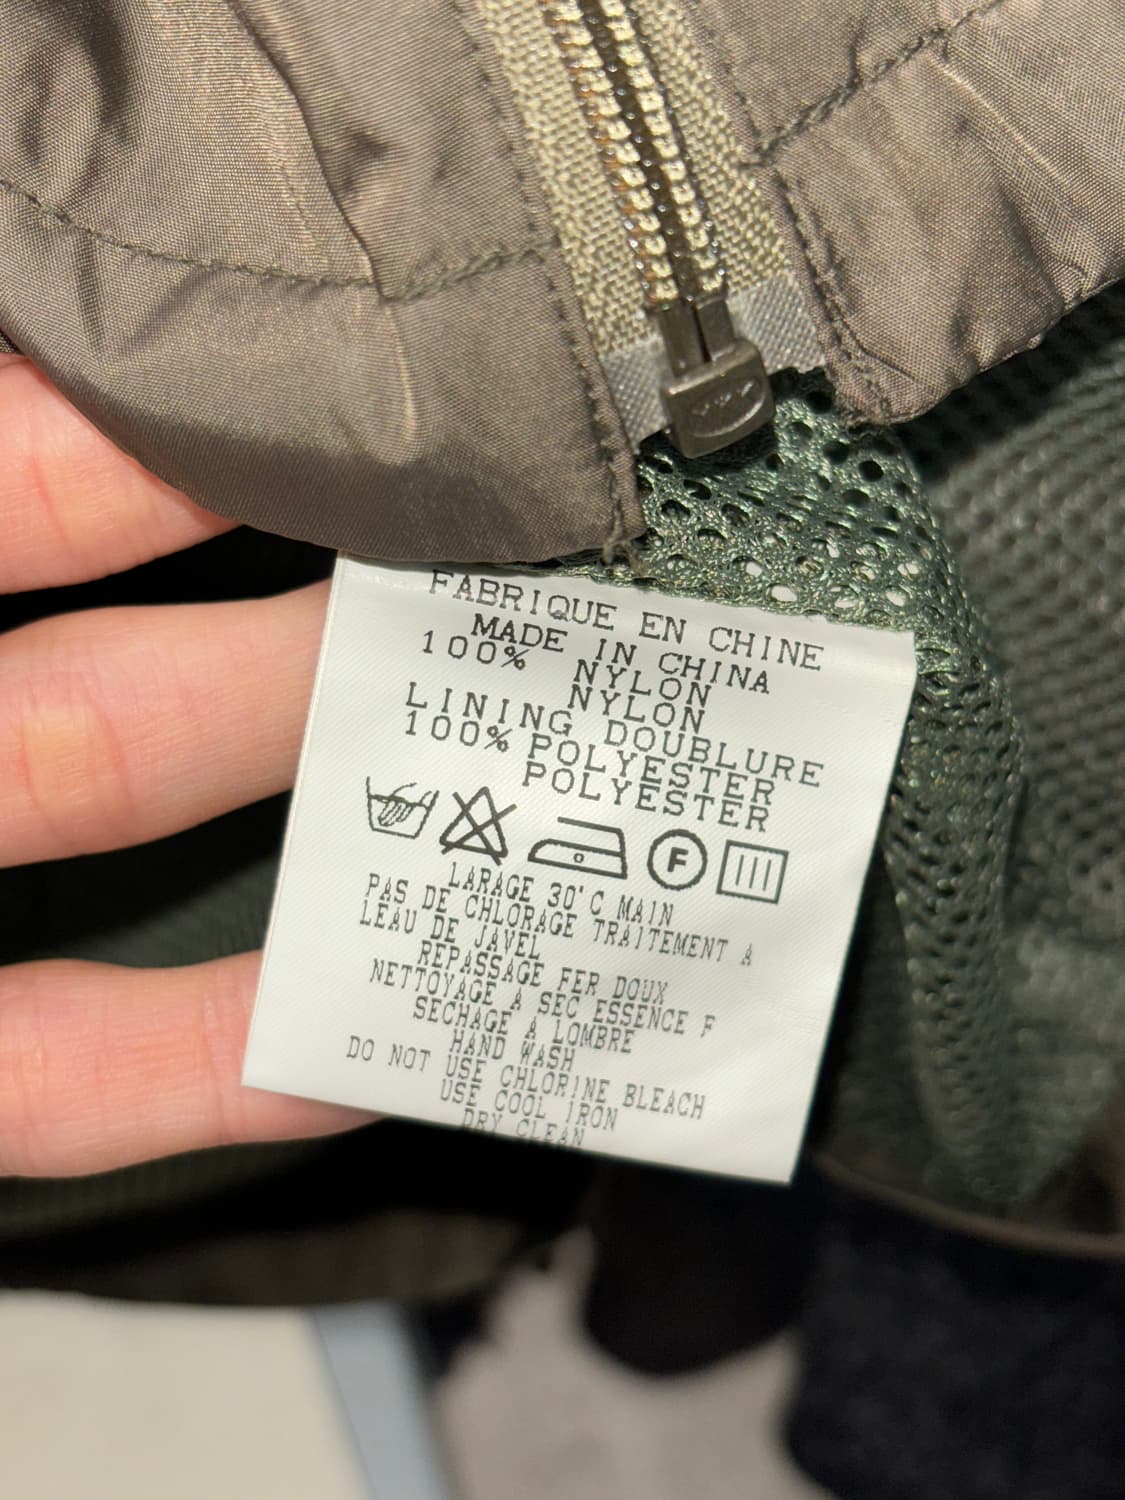 FABRIQUE EN CHINE
MADE IN CHINA
100% NYLON
NYLON
LINING DOUBLURE
100% POLYESTER
POLYESTER
F
LARAGE 30'C MAIN
PAS DE CHLORAGE TRAITEMENT A
LEAU DE JAVEL
REPASSAGE FER DOUX
NETTOYAGE A SEC ESSENCE F
SECHAGE A LOMBRE
HAND WASH
DO NOT USE CHLORINE BLEACH
USE COOL IRON
DRY CLEAN